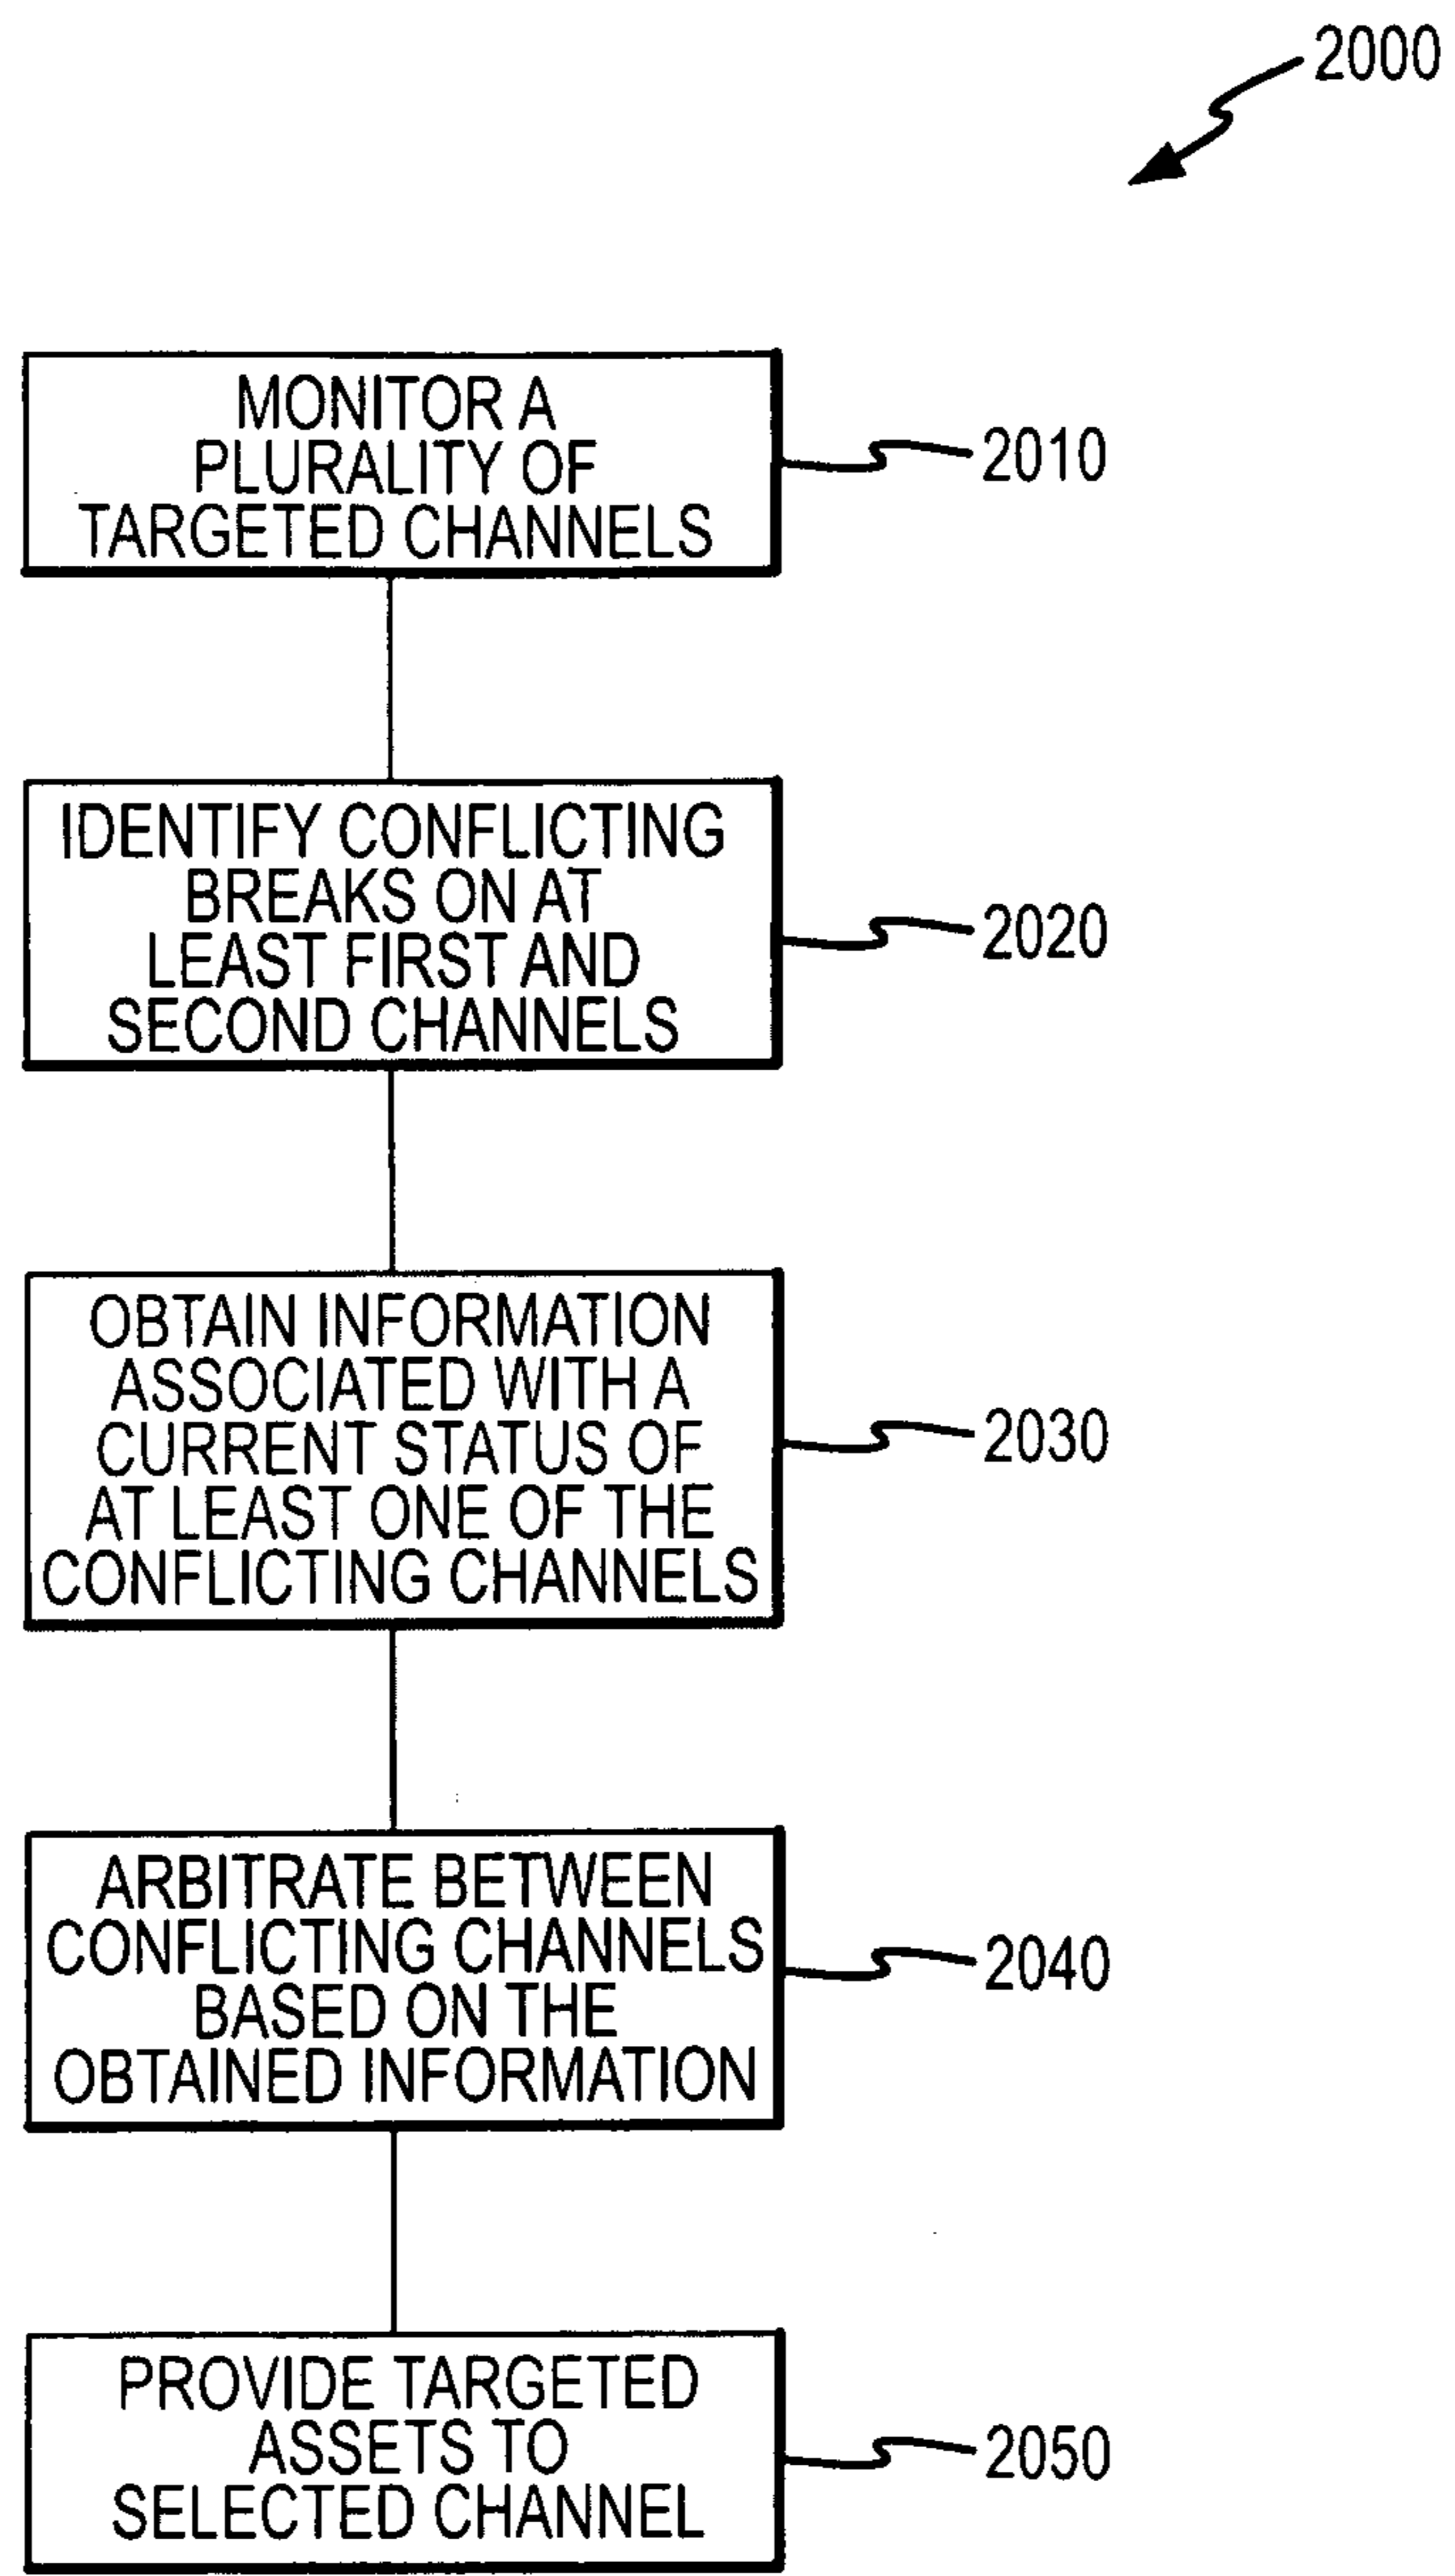 2000
MONITOR A
PLURALITY OF
TARGETED CHANNELS
2010
IDENTIFY CONFLICTING
BREAKS ON AT
LEAST FIRST AND
SECOND CHANNELS
2020
OBTAIN INFORMATION
ASSOCIATED WITH A
CURRENT STATUS OF
AT LEAST ONE OF THE
CONFLICTING CHANNELS
2030
ARBITRATE BETWEEN
CONFLICTING CHANNELS
BASED ON THE
OBTAINED INFORMATION
2040
PROVIDE TARGETED
ASSETS TO
SELECTED CHANNEL
2050